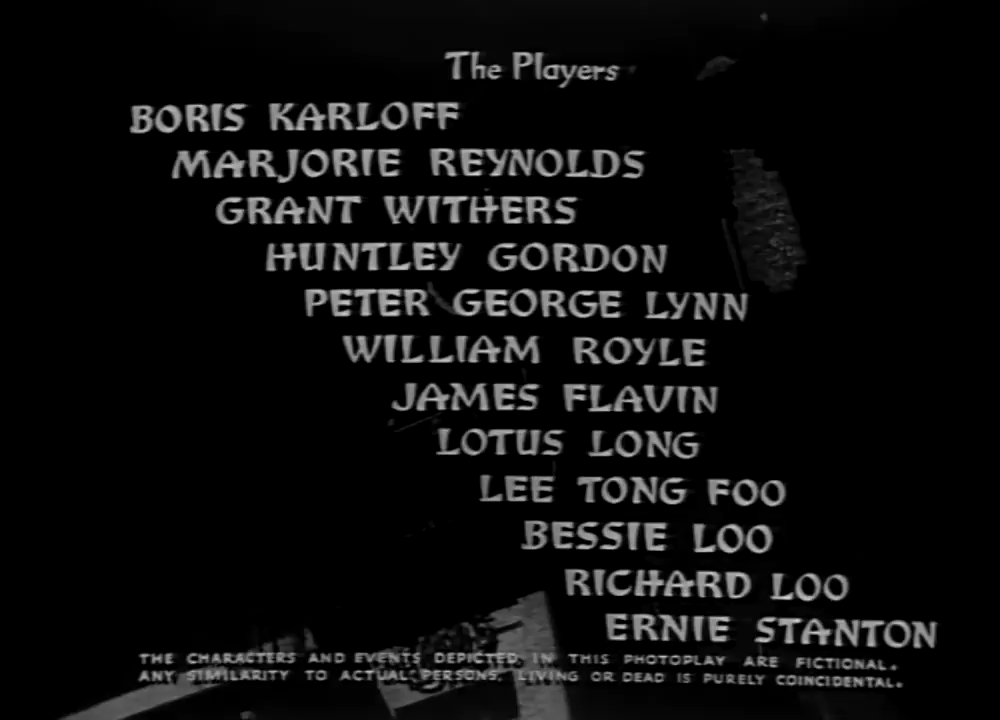 The Players
BORIS KARLOFF
MARJORIE REYNOLDS
GRANT WITHERS
HUNTLEY GORDON
PETER GEORGE LYNN
WILLIAM ROYLE
JAMES FLAVIN
LOTUS LONG
LEE TONG FOO
BESSIE LOO
RICHARD LOO
ERNIE STANTON
THE CHARACTERS AND EVENTS DEPICTED IN THIS PHOTOPLAY ARE FICTIONAL.
ANY SIMILARITY TO ACTUAL PERSONS, LIVING OR DEAD IS PURELY COINCIDENTAL.